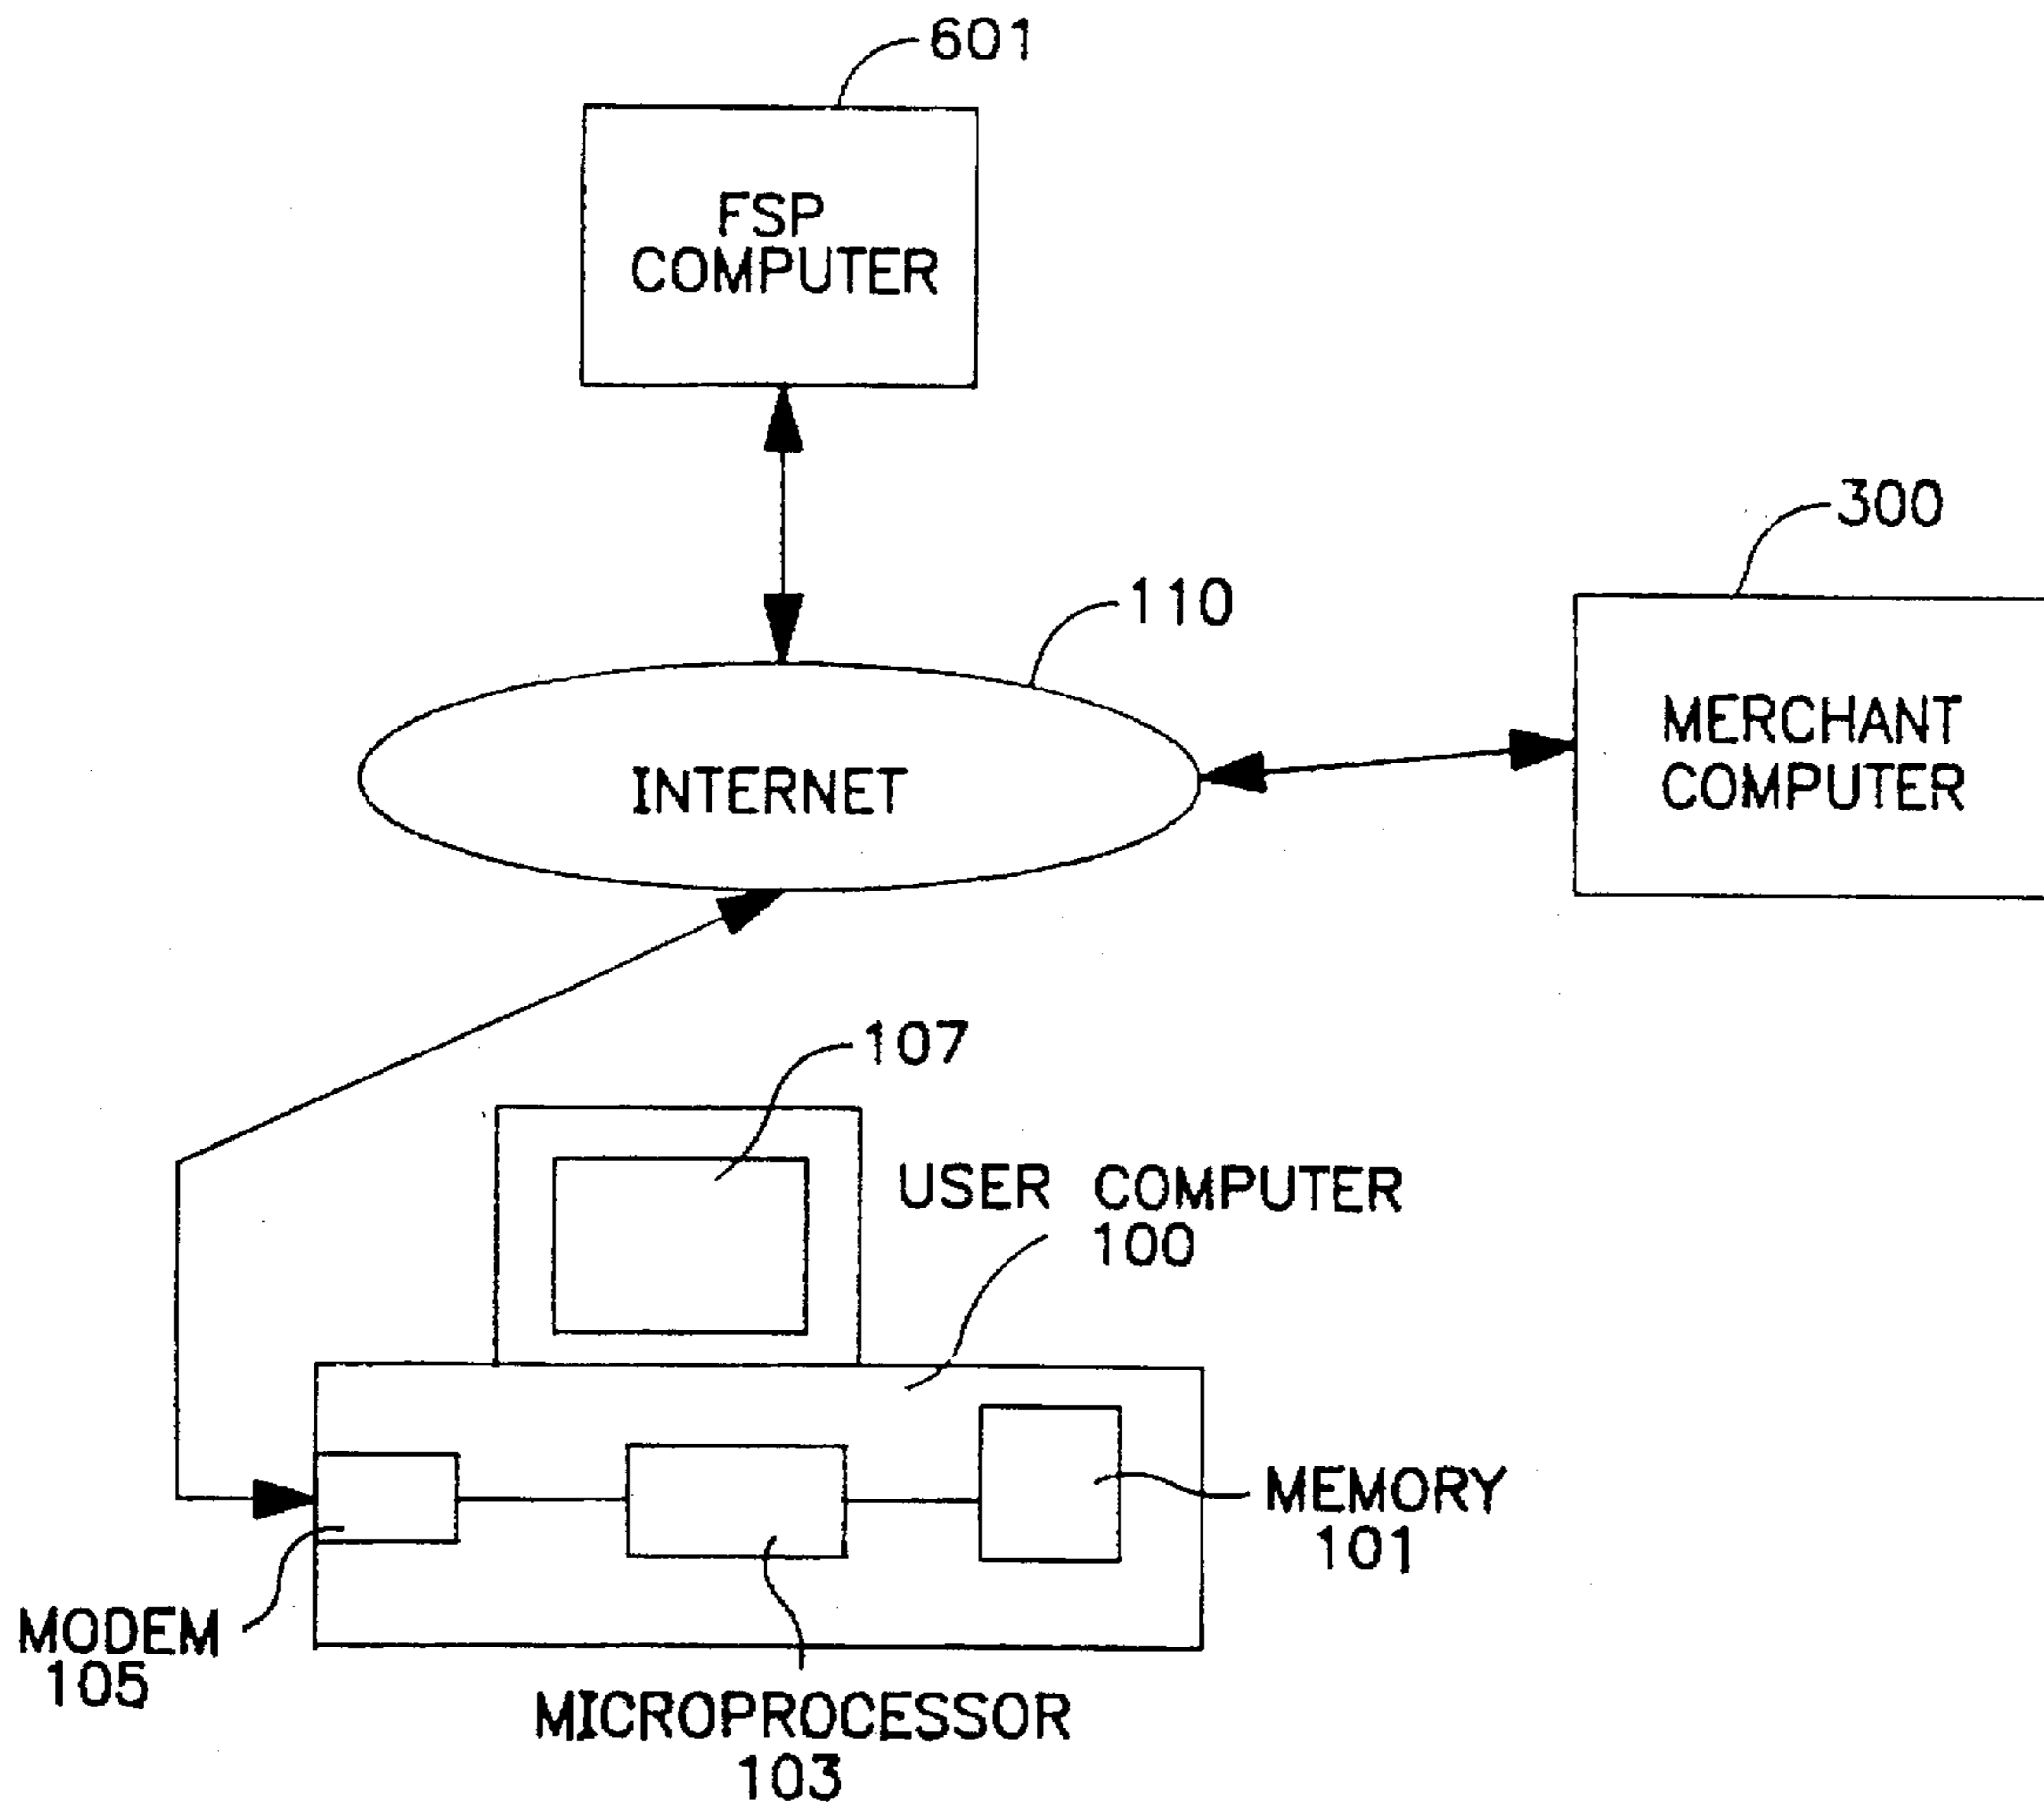 601
FSP
COMPUTER
300
110
MERCHANT
COMPUTER
INTERNET
107
USER COMPUTER
100
MEMORY
101
MODEM
105
MICROPROCESSOR
103